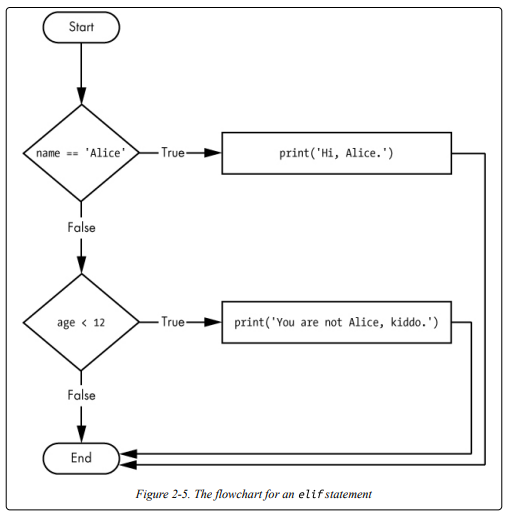 Start
name == 'Alice'
True
print('Hi, Alice.')
False
age < 12
True
print('You are not Alice, kiddo.')
False
End
Figure 2-5. The flowchart for an elif statement